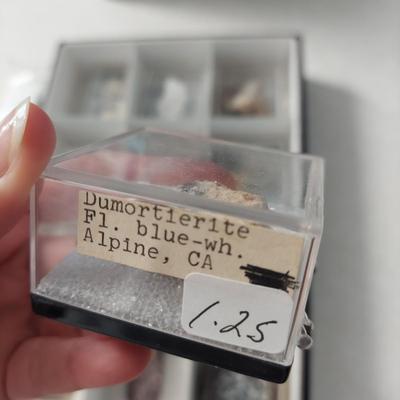 Dumortierite
Fl. blue-wh.
Alpine, CA
1.25